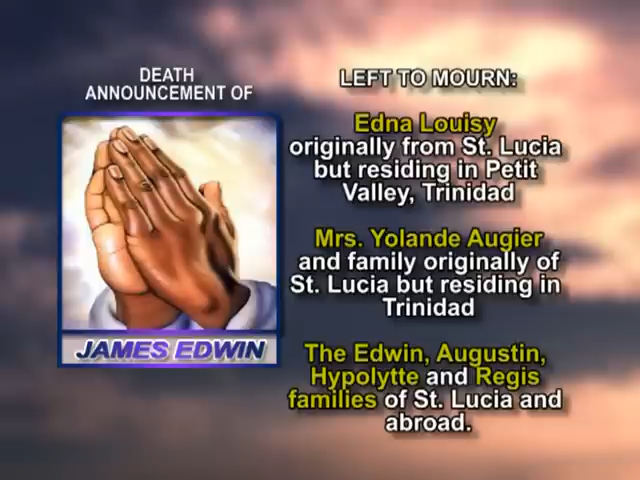 DEATH
ANNOUNCEMENT OF
JAMES EDWIN
LEFT TO MOURN:
Edna Louisy
originally from St. Lucia
but residing in Petit
Valley, Trinidad
Mrs. Yolande Augier
and family originally of
St. Lucia but residing in
Trinidad
The Edwin, Augustin,
Hypolytte and Regis
families of St. Lucia and
abroad.